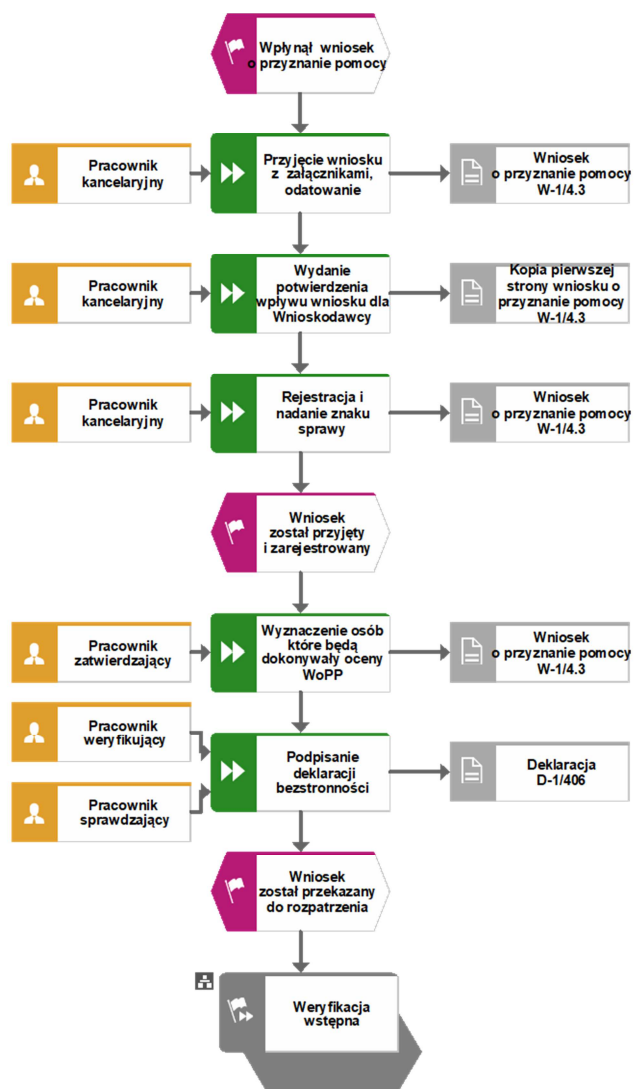 Wpłynął wniosek
o przyznanie pomocy
Pracownik
kancelaryjny
Przyjęcie wniosku
z załącznikami,
odatowanie
Wniosek
o przyznanie pomocy
W-1/4.3
Pracownik
kancelaryjny
Wydanie
potwierdzenia
wpływu wniosku dla
Wnioskodawcy
Kopia pierwszej
strony wniosku o
przyznanie pomocy
W-1/4.3
Pracownik
kancelaryjny
Rejestracja i
nadanie znaku
sprawy
Wniosek
o przyznanie pomocy
W-1/4.3
Wniosek
został przyjęty
i zarejestrowany
Pracownik
zatwierdzający
Wyznaczenie osób
które będą
dokonywały oceny
WoPP
Wniosek
o przyznanie pomocy
W-1/4.3
Pracownik
weryfikujący
Pracownik
sprawdzający
Podpisanie
deklaracji
bezstronności
Deklaracja
D-1/406
Wniosek
został przekazany
do rozpatrzenia
Weryfikacja
wstępna